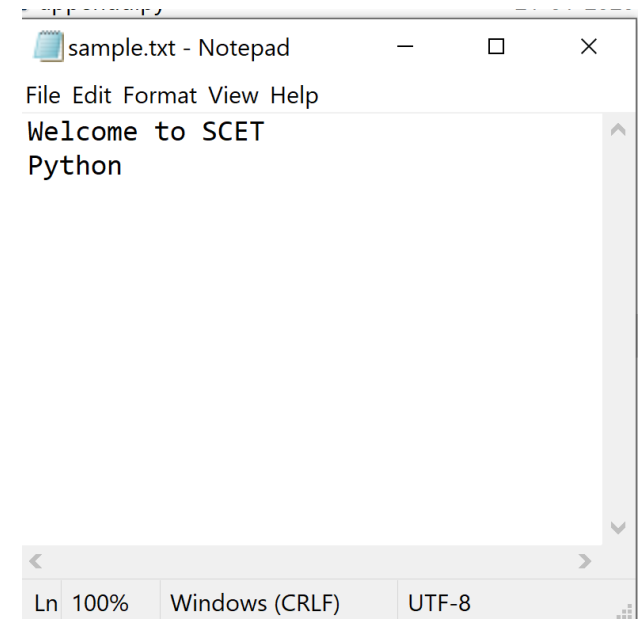 sample.txt - Notepad
File Edit Format View Help
Welcome to SCET
Python
Ln 100% Windows (CRLF) UTF-8